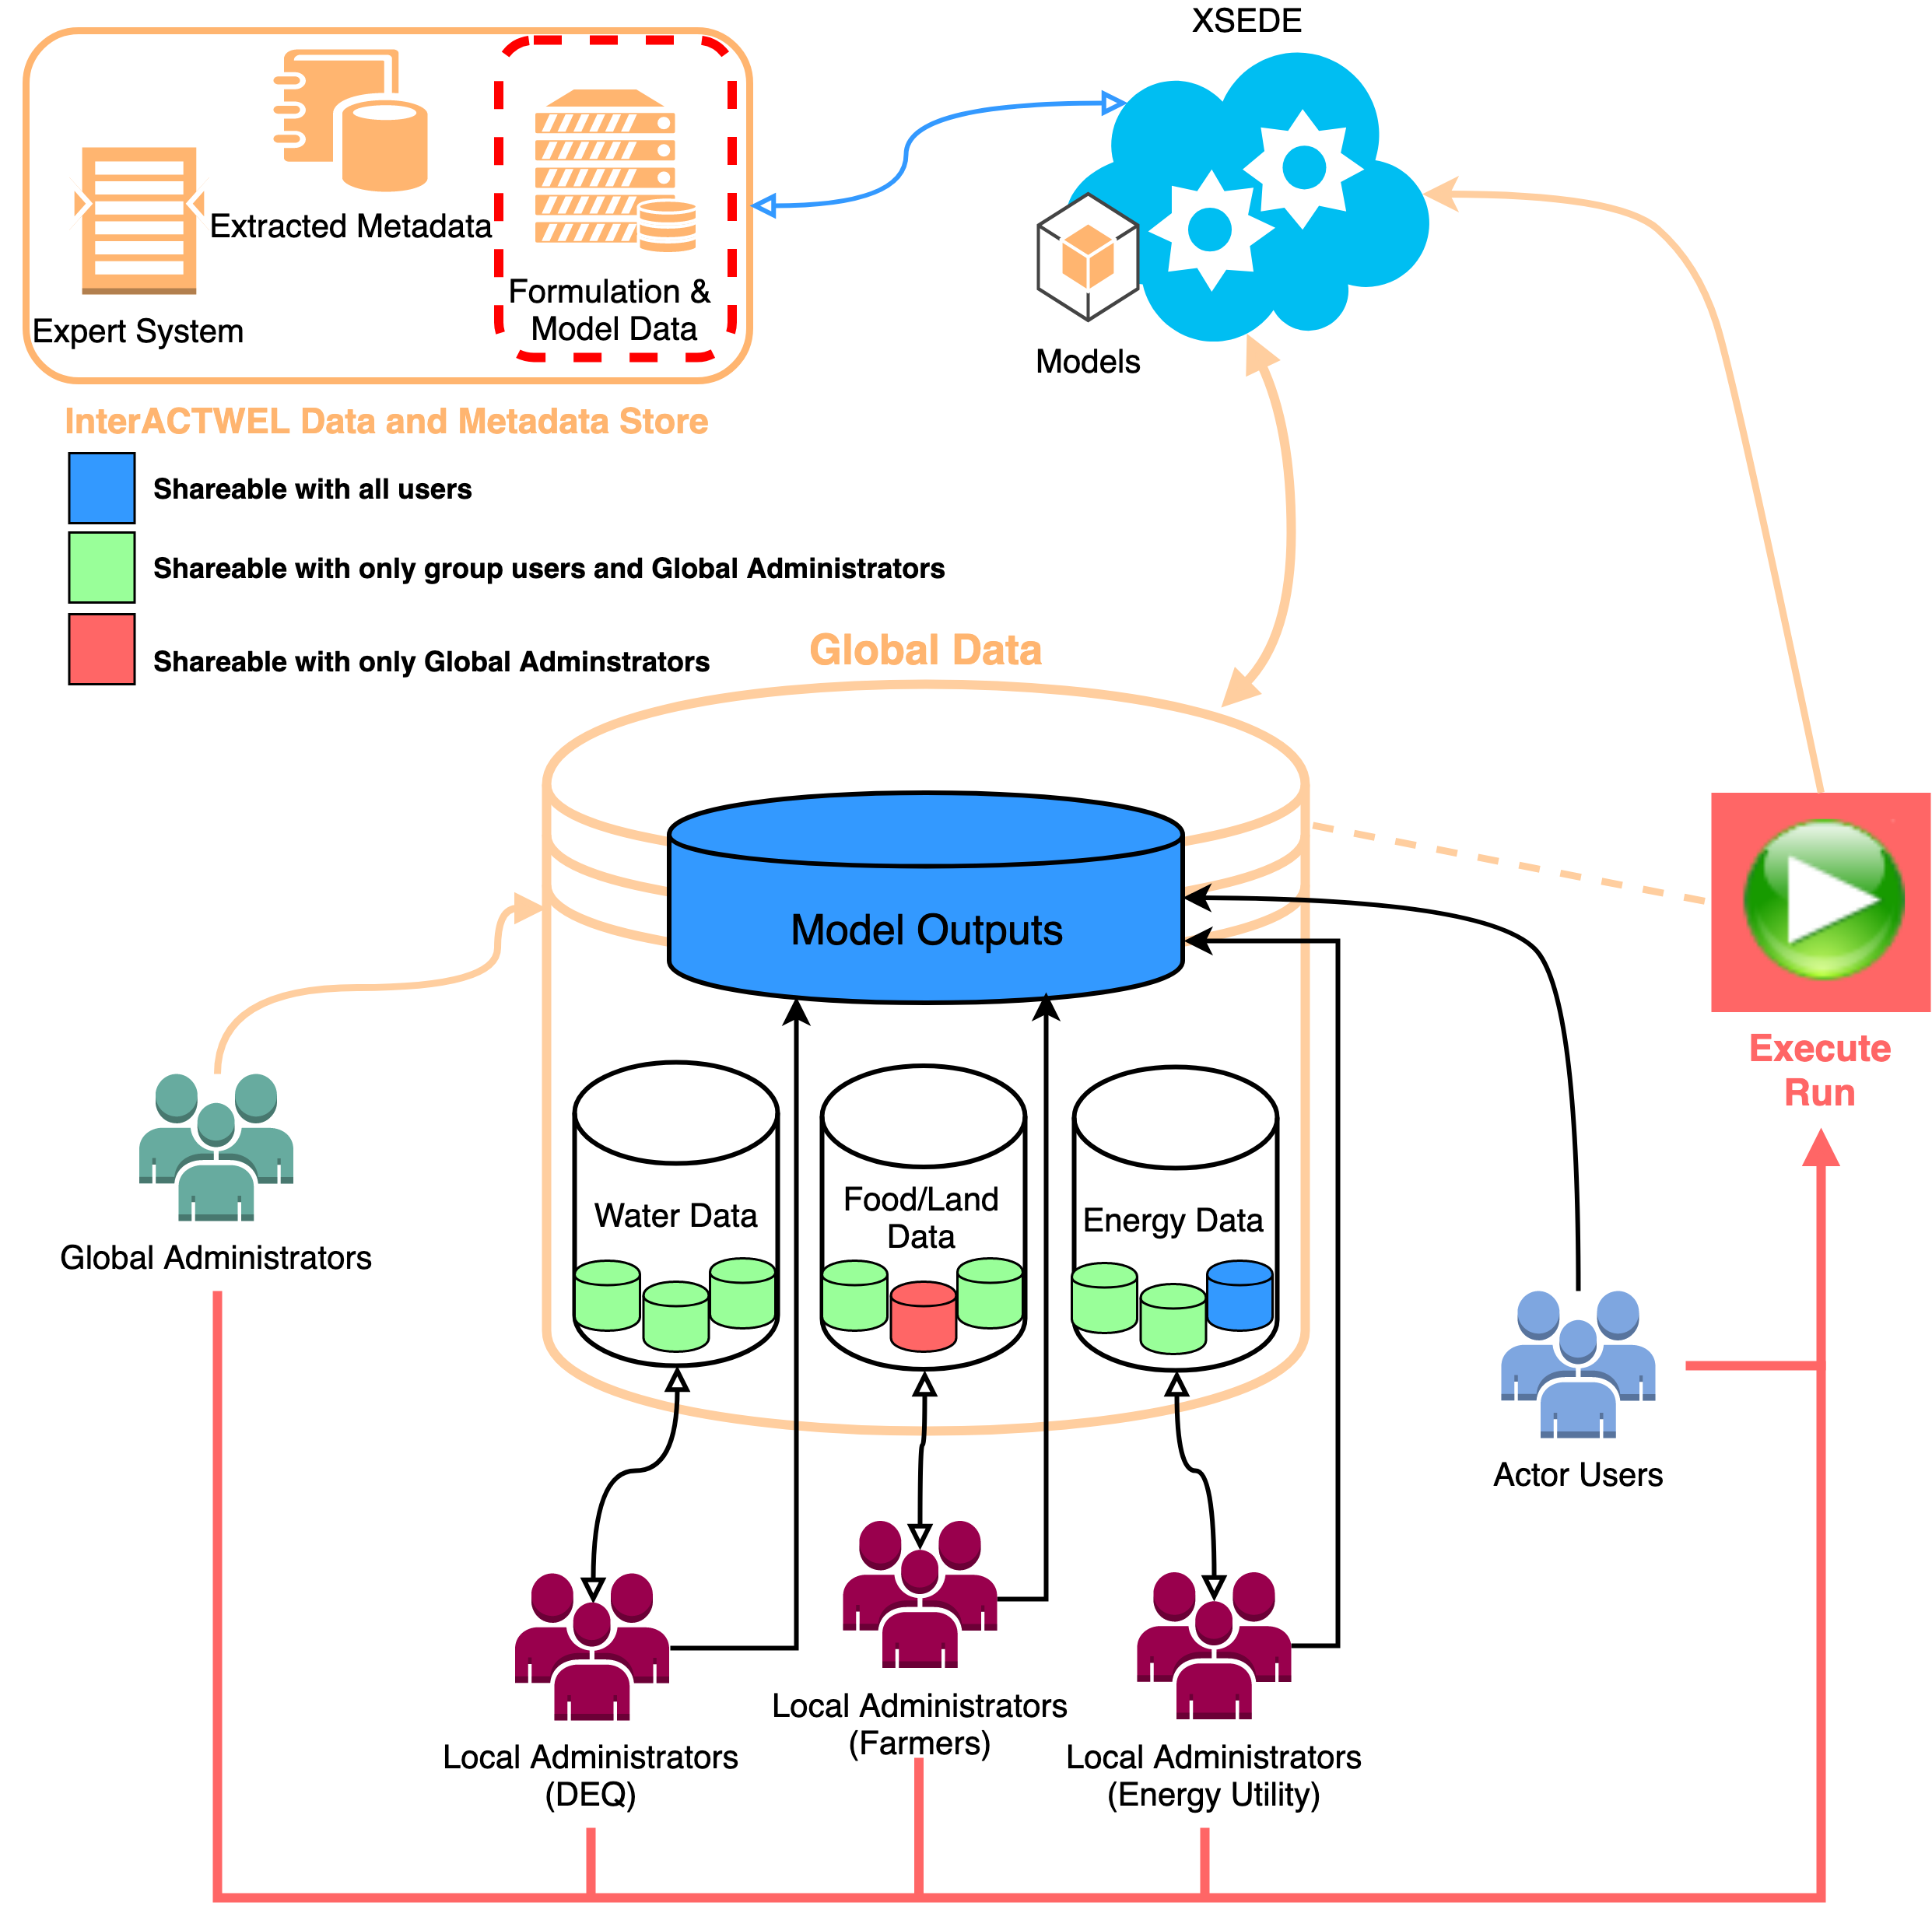 XSEDE
Extracted Metadata
Expert System
Formulation &
Model Data
Models
InterACTWEL Data and Metadata Store
Shareable with all users
Shareable with only group users and Global Administrators
Shareable with only Global Adminstrators
Global Data
Model Outputs
Execute
Run
Water Data
Food/Land
Data
Energy Data
Global Administrators
Actor Users
Local Administrators
(DEQ)
Local Administrators
(Farmers)
Local Administrators
(Energy Utility)